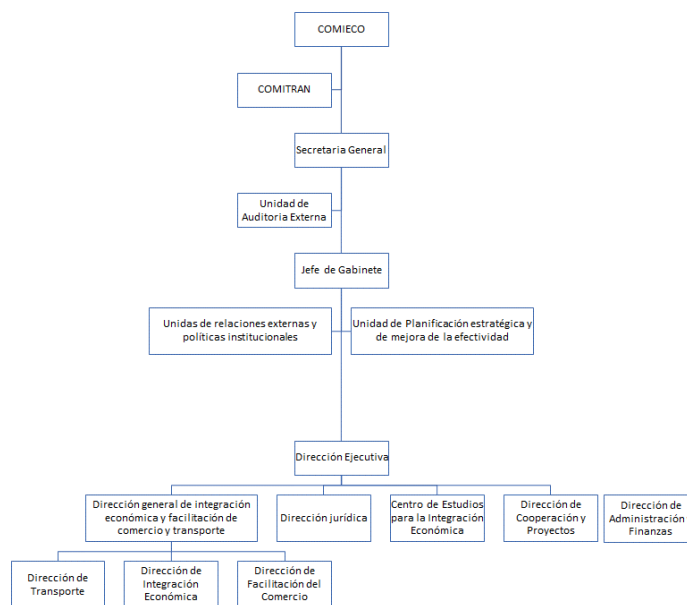 COMIECO
COMITRAN
Secretaria General
Unidad de
Auditoria Externa
Jefe de Gabinete
Unidas de relaciones externas y
políticas institucionales
Unidad de Planificación estratégica y
de mejora de la efectividad
Dirección Ejecutiva
Dirección general de integración
económica y facilitación de
comercio y transporte
Dirección jurídica
Centro de Estudios
para la Integración
Económica
Dirección de
Cooperación y
Proyectos
Dirección de
Administración y
Finanzas
Dirección de
Transporte
Dirección de
Integración
Económica
Dirección de
Facilitación del
Comercio